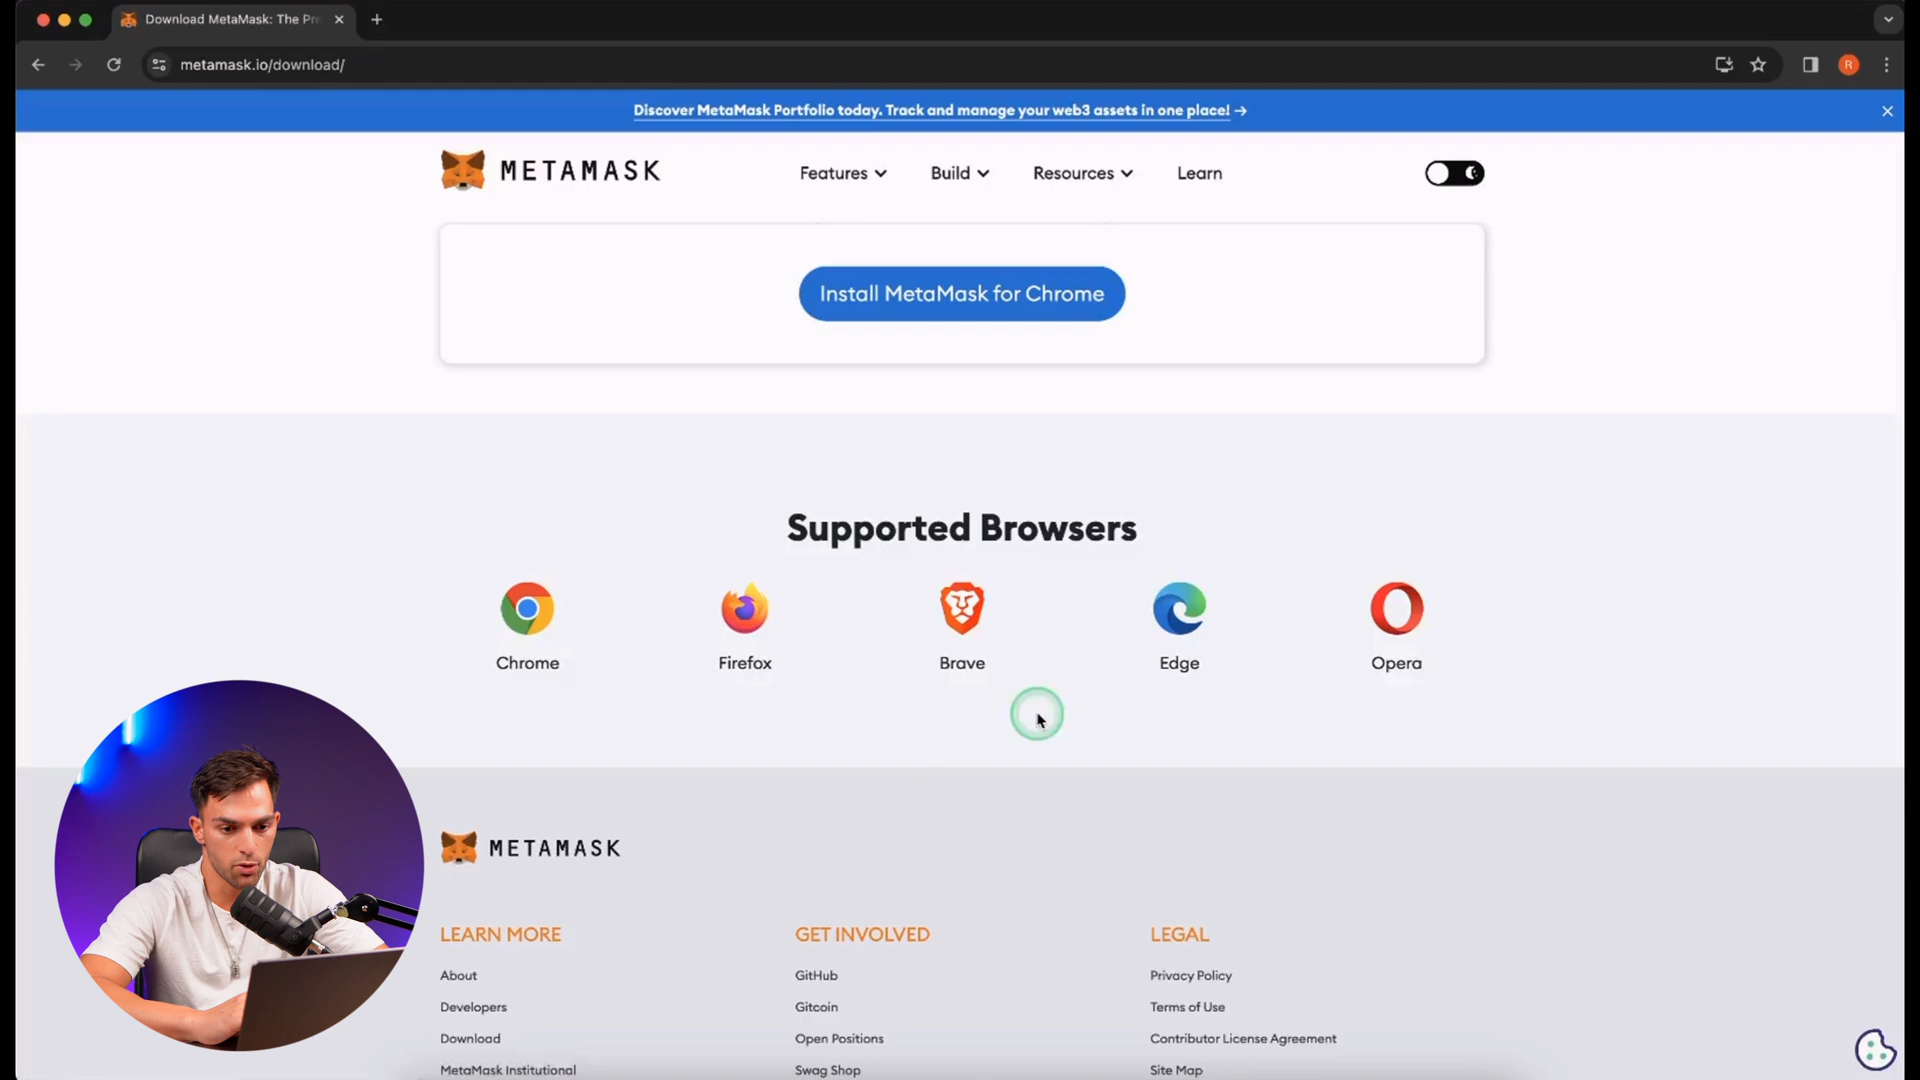 Download MetaMask: The Pr
metamask.io/download/
R
Discover MetaMask Portfolio today. Track and manage your web3 assets in one place! →
METAMASK
Features
Build
Resources
Learn
Install MetaMask for Chrome
Supported Browsers
Chrome
Firefox
Brave
Edge
Opera
METAMASK
LEARN MORE
GET INVOLVED
LEGAL
About
GitHub
Privacy Policy
Developers
Gitcoin
Terms of Use
Download
Open Positions
Contributor License Agreement
MetaMask Institutional
Swag Shop
Site Map